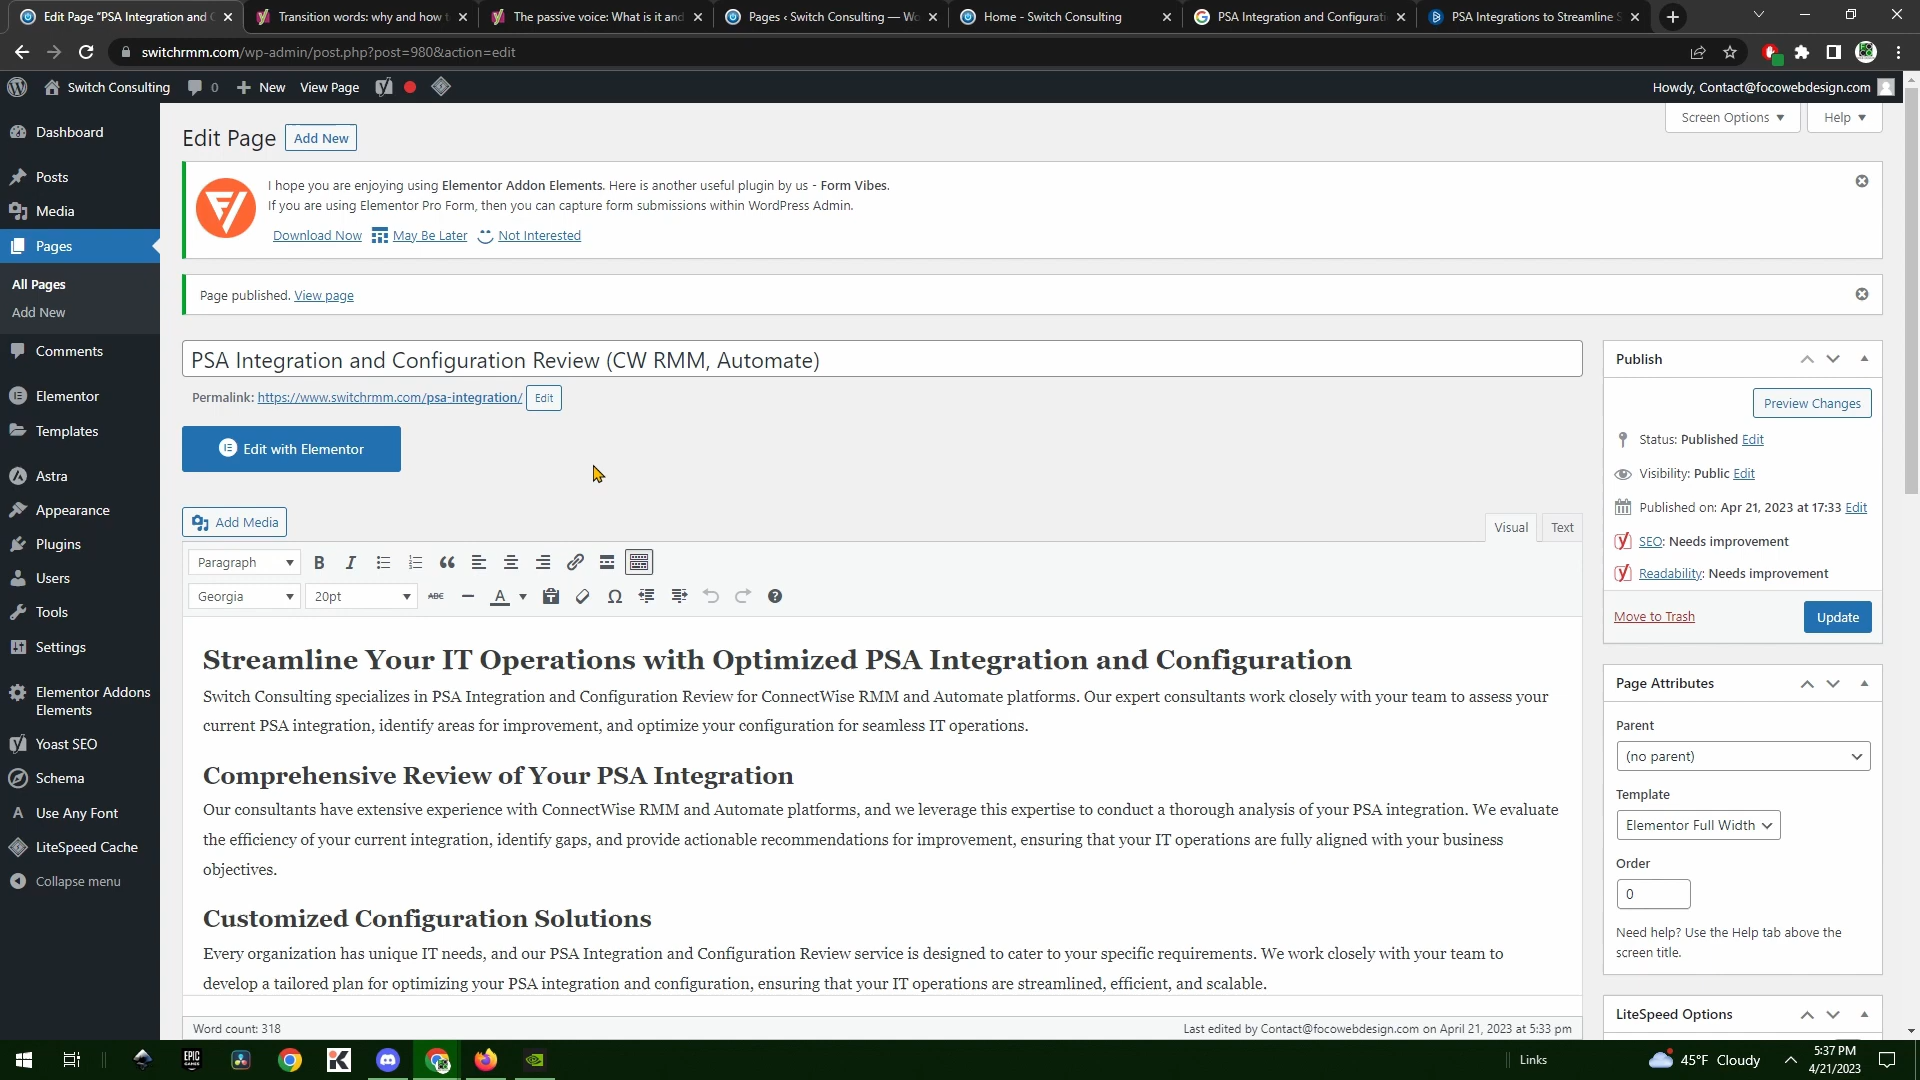 Edit Page "PSA Integration and
Transition words: why and how
The passive voice: What is it and
Pages ‹ Switch Consulting — Wo
Home - Switch Consulting
PSA Integration and Configurati
PSA Integrations to Streamline
switchrmm.com/wp-admin/post.php?post=980&action=edit
Switch Consulting
0
New
View Page
Howdy, Contact@focowebdesign.com
Screen Options
Help
Dashboard
Posts
Media
Pages
All Pages
Add New
Comments
Elementor
Templates
Astra
Appearance
Plugins
Users
Tools
Settings
Elementor Addons
Elements
Yoast SEO
Schema
Use Any Font
LiteSpeed Cache
Collapse menu
Edit Page
Add New
I hope you are enjoying using Elementor Addon Elements. Here is another useful plugin by us - Form Vibes.
If you are using Elementor Pro Form, then you can capture form submissions within WordPress Admin.
Download Now
May Be Later
Not Interested
Page published. View page
PSA Integration and Configuration Review (CW RMM, Automate)
Permalink: https://www.switchrmm.com/psa-integration/ Edit
Edit with Elementor
Add Media
Visual
Text
Paragraph
B
I
Georgia
20pt
ABC
A
Streamline Your IT Operations with Optimized PSA Integration and Configuration
Switch Consulting specializes in PSA Integration and Configuration Review for ConnectWise RMM and Automate platforms. Our expert consultants work closely with your team to assess your
current PSA integration, identify areas for improvement, and optimize your configuration for seamless IT operations.
Comprehensive Review of Your PSA Integration
Our consultants have extensive experience with ConnectWise RMM and Automate platforms, and we leverage this expertise to conduct a thorough analysis of your PSA integration. We evaluate
the efficiency of your current integration, identify gaps, and provide actionable recommendations for improvement, ensuring that your IT operations are fully aligned with your business
objectives.
Customized Configuration Solutions
Every organization has unique IT needs, and our PSA Integration and Configuration Review service is designed to cater to your specific requirements. We work closely with your team to
develop a tailored plan for optimizing your PSA integration and configuration, ensuring that your IT operations are streamlined, efficient, and scalable.
Word count: 318
Last edited by Contact@focowebdesign.com on April 21, 2023 at 5:33 pm
Publish
Preview Changes
Status: Published Edit
Visibility: Public Edit
Published on: Apr 21, 2023 at 17:33 Edit
SEO: Needs improvement
Readability: Needs improvement
Move to Trash
Update
Page Attributes
Parent
(no parent)
Template
Elementor Full Width
Order
0
Need help? Use the Help tab above the
screen title.
LiteSpeed Options
EPIC
GAMES
Links
45°F Cloudy
5:37 PM
4/21/2023